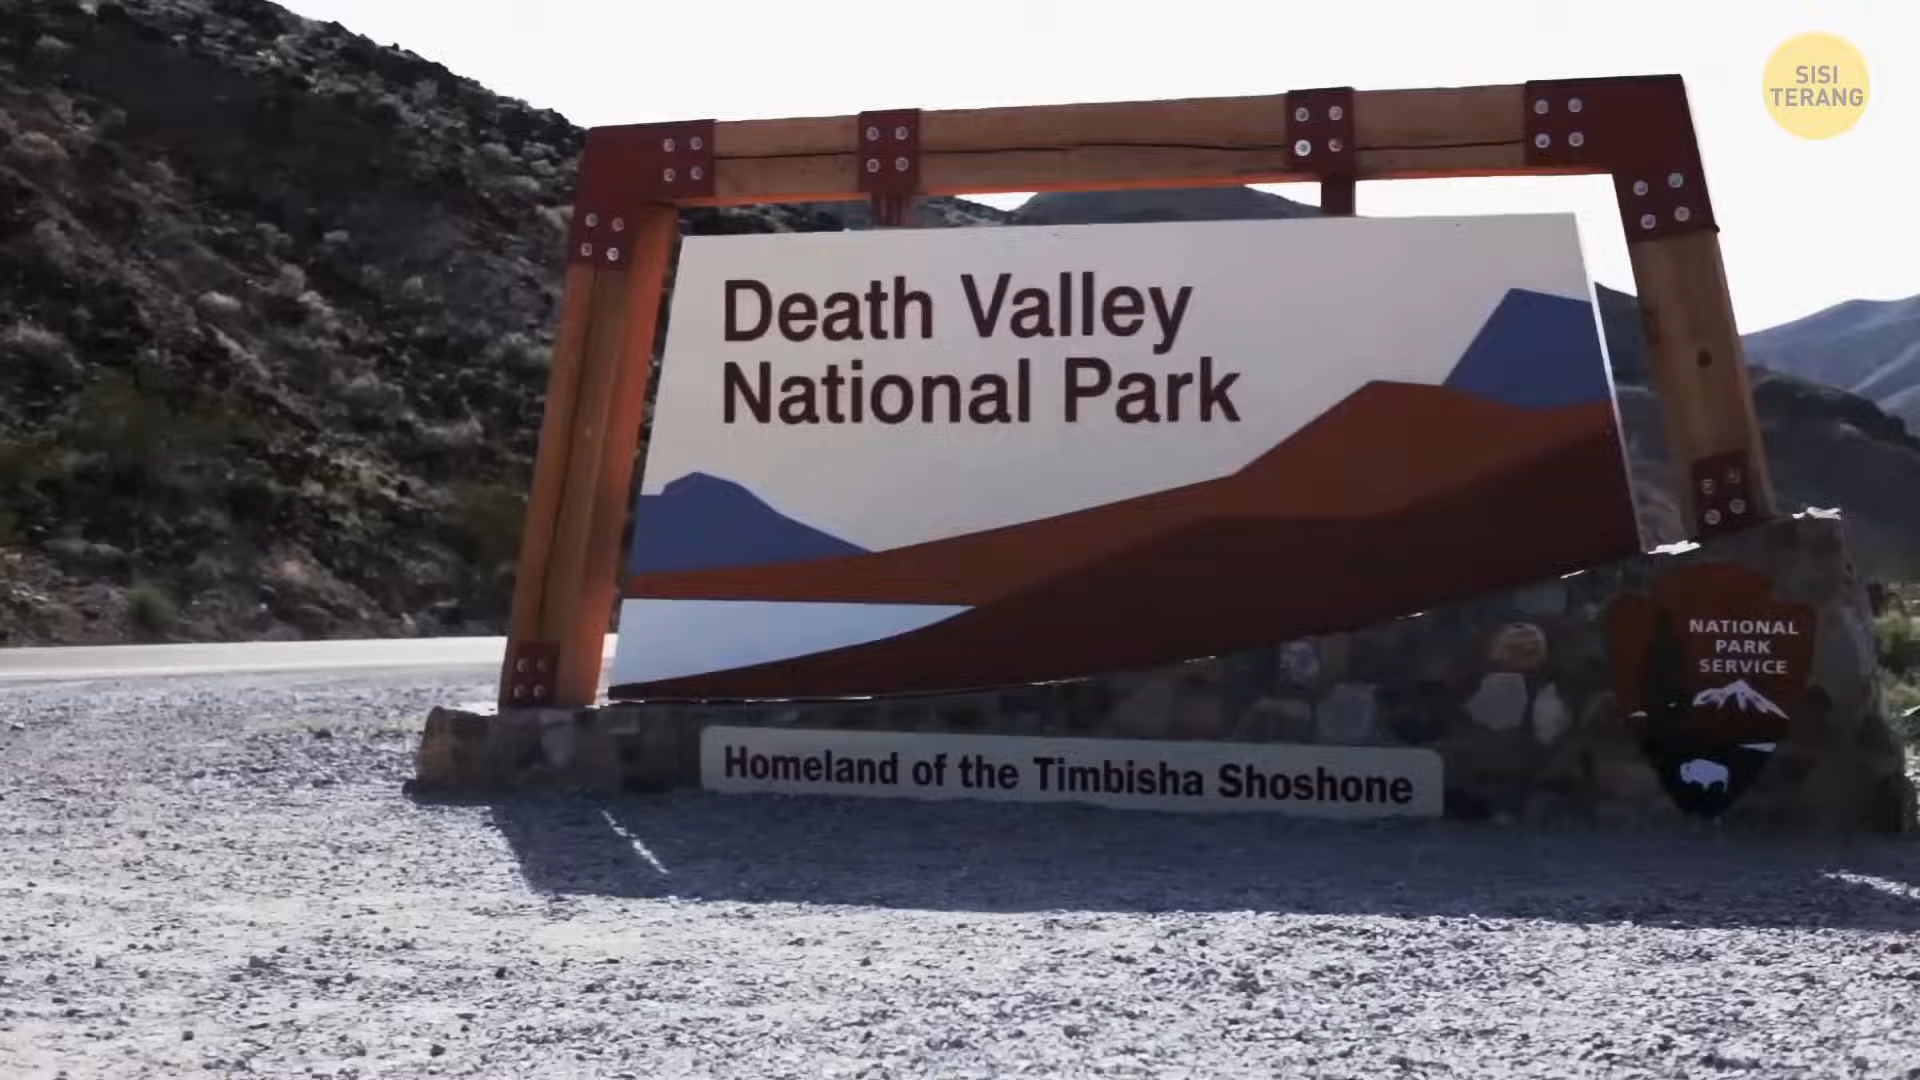 SISI
TERANG
Death Valley
National Park
NATIONAL
PARK
SERVICE
Homeland of the Timbisha Shoshone